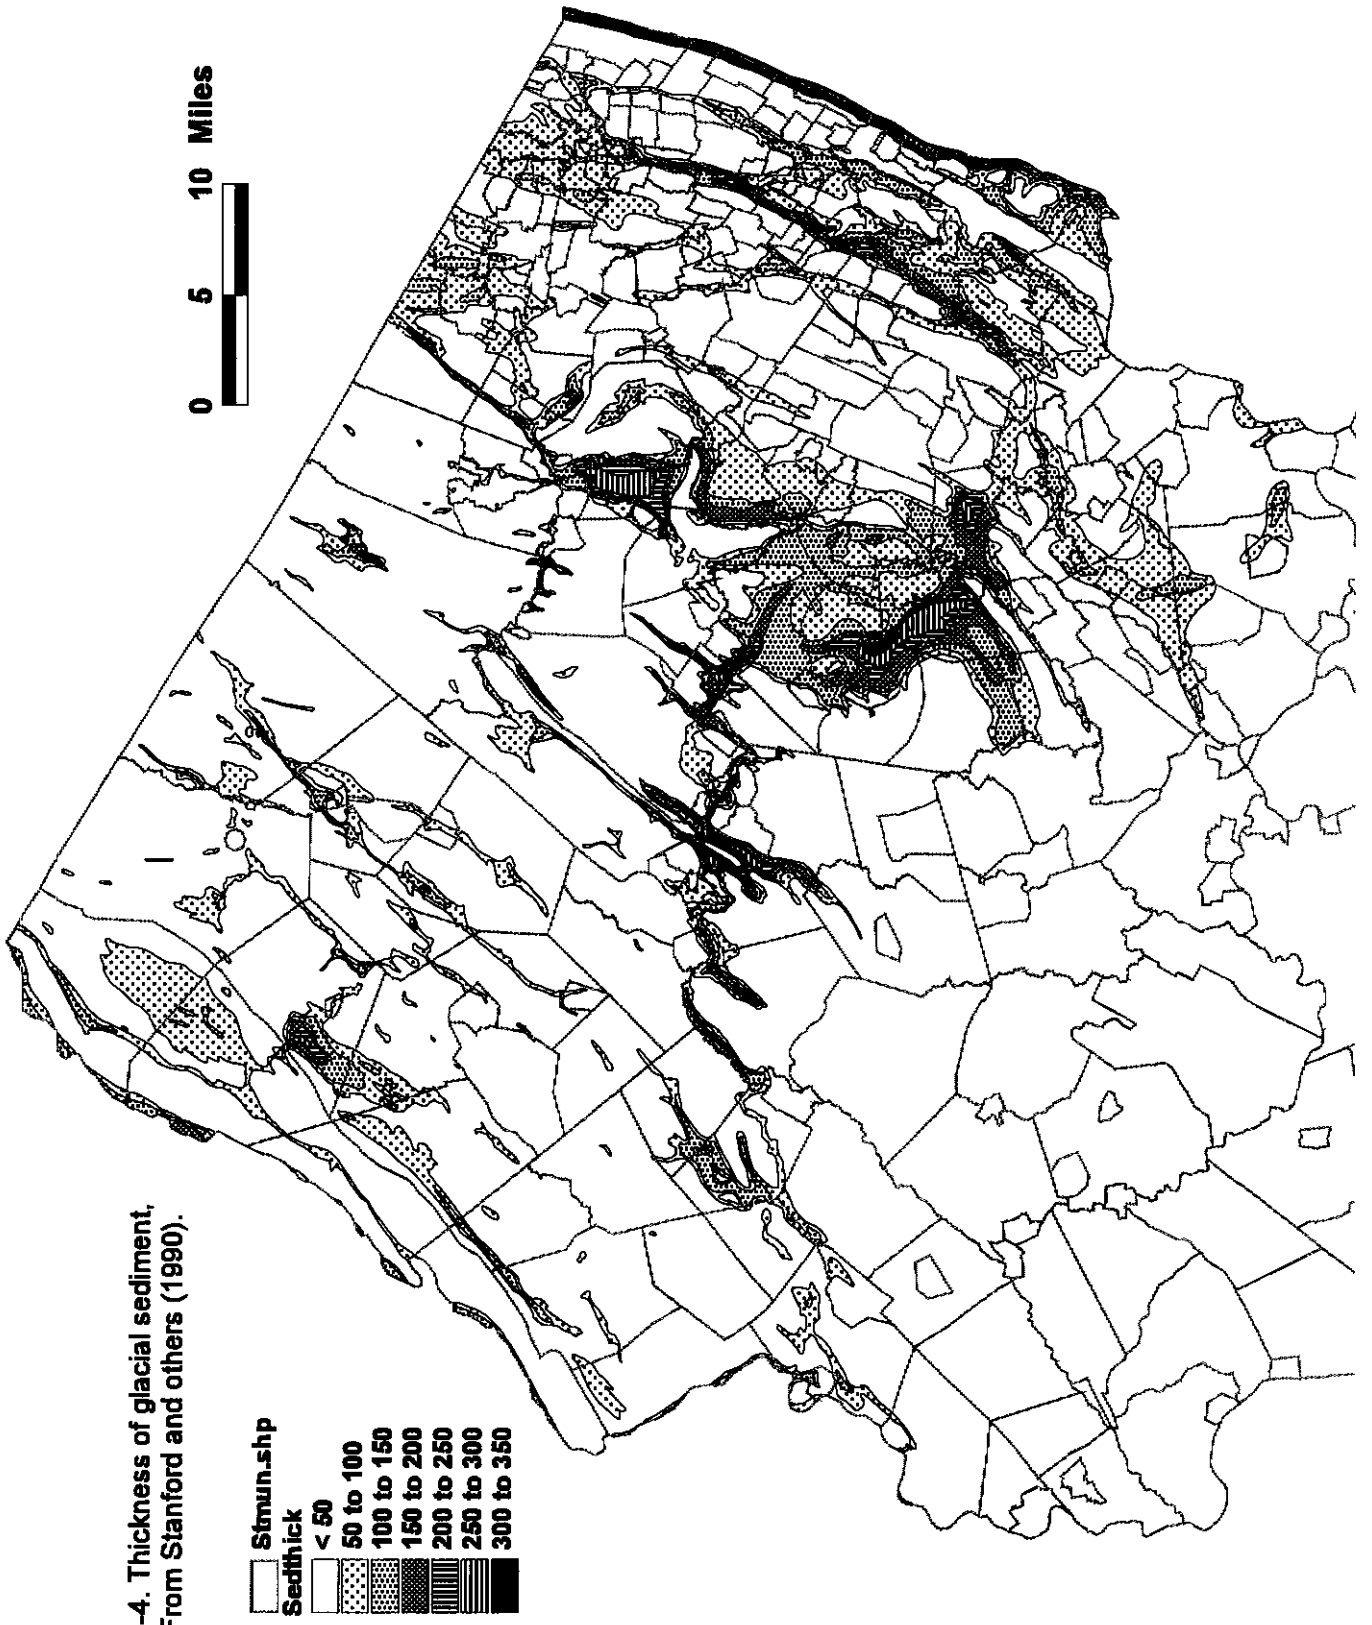 -4. Thickness of glacial sediment,
From Stanford and others (1990).
Stmun.shp
Sedthick
< 50
50 to 100
100 to 150
150 to 200
200 to 250
250 to 300
300 to 350
0 5 10 Miles